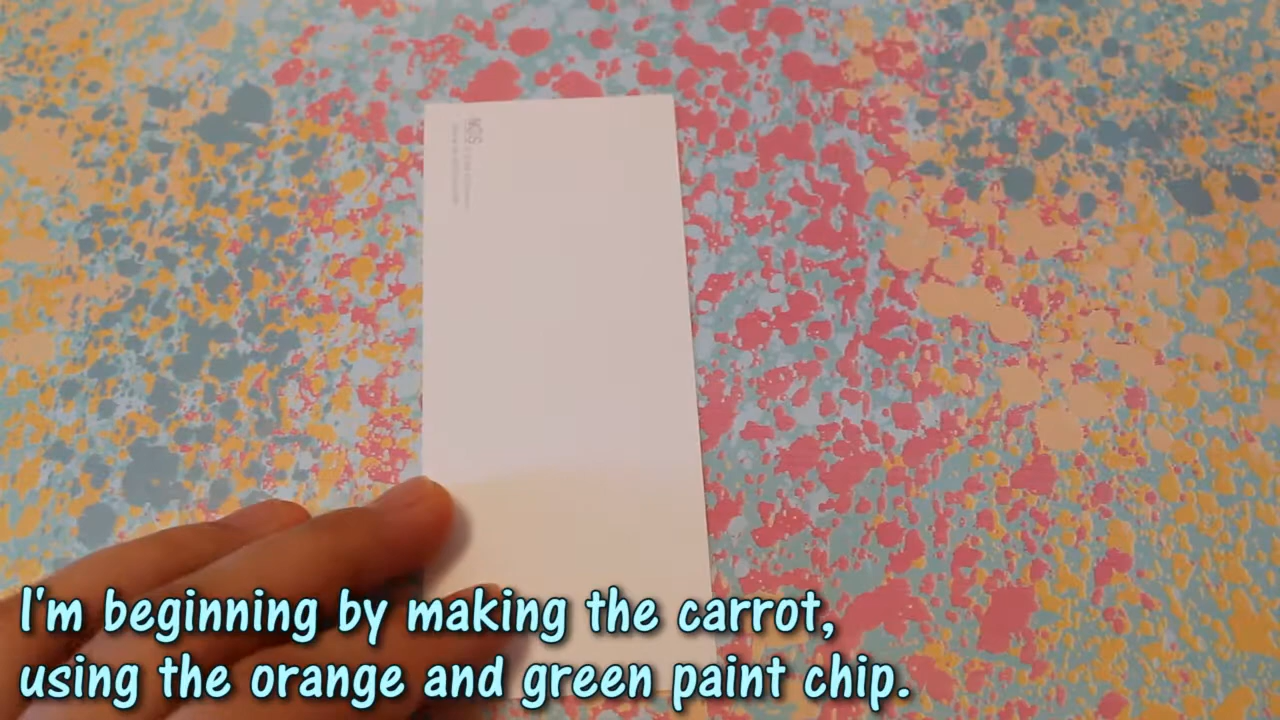 I'm beginning by making the carrot,
using the orange and green paint chip.